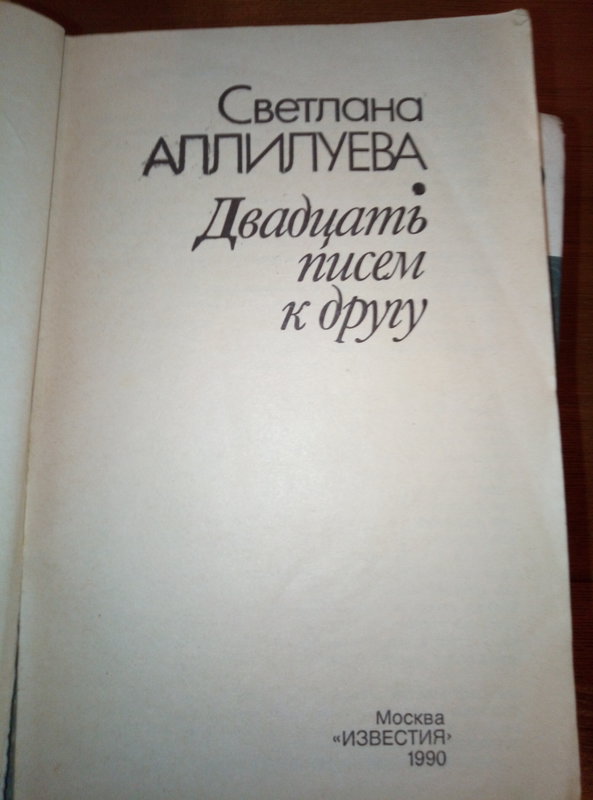 Светлана
АЛЛИЛУЕВА
•
Двадцать
писем
к другу
Москва
«ИЗВЕСТИЯ»
1990